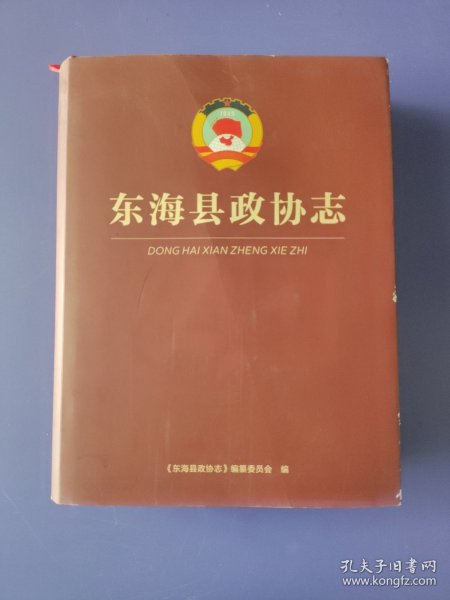 1949
东海县政协志
DONG HAI XIAN ZHENG XIE ZHI
《东海县政协志》编纂委员会 编
孔夫子旧书网
www.kongfz.com